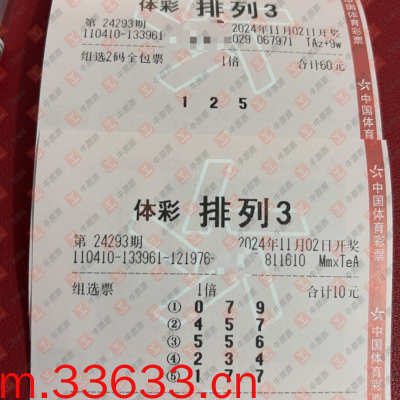 体彩 排列3
第 24293期 2024年11月02日开奖
110410-133961 029 067971 TAz+9w
组选2码全包票 1倍 合计60元
1 2 5
中国体育彩票
体彩 排列3
第 24293期 2024年11月02日开奖
110410-133961-121976- 811610 MmxTeA
组选票 1倍 合计10元
① 0 7 9
② 4 5 7
③ 5 5 6
④ 2 3 4
⑤ 1 7 7
中国体育彩票
m.33633.cn